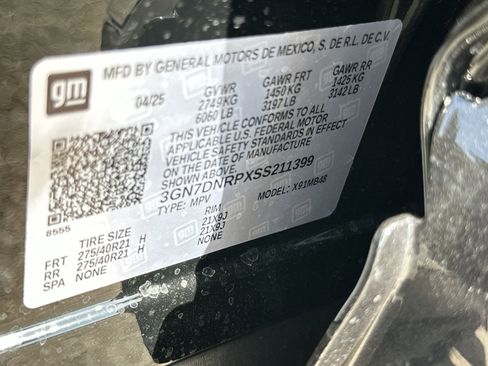 gm
MFD BY GENERAL MOTORS DE MEXICO, S. DE R.L. DE C.V.
04/25 GVWR GAWR FRT GAWR RR
2749 KG 1450 KG 1425 KG
6060 LB 3197 LB 3142 LB
THIS VEHICLE CONFORMS TO ALL
APPLICABLE U.S. FEDERAL MOTOR
VEHICLE SAFETY STANDARDS IN EFFECT
ON THE DATE OF MANUFACTURE
SHOWN ABOVE.
3GN7DNRPXSS211399
TYPE: MPV MODEL: X91MB48
8555
TIRE SIZE RIM
FRT 275/40R21 H 21X9J
RR 275/40R21 H 21X9J
SPA NONE NONE